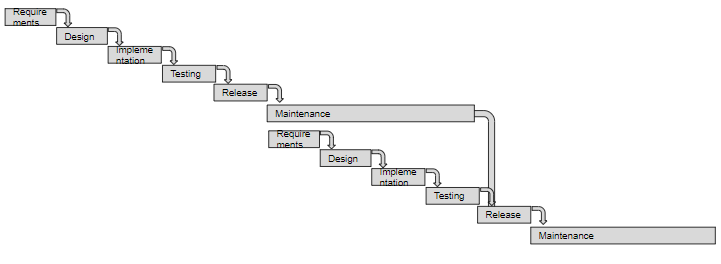 Require
ments
Design
Impleme
ntation
Testing
Release
Maintenance
Require
ments
Design
Impleme
ntation
Testing
Release
Maintenance